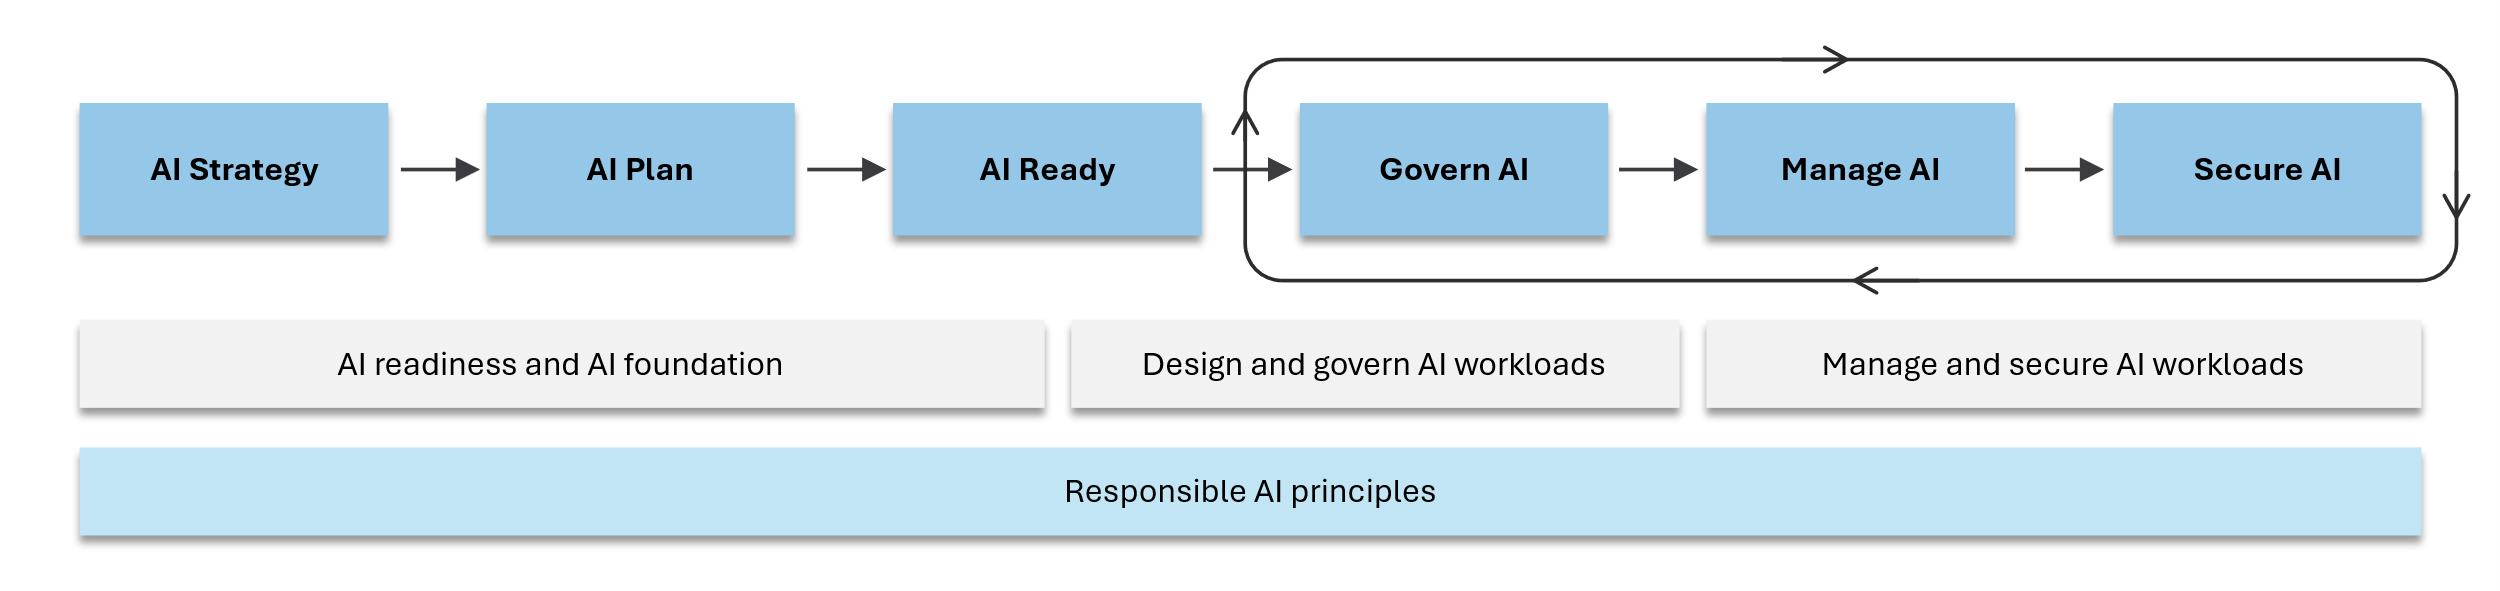 AI Strategy
AI Plan
AI Ready
Govern AI
Manage AI
Secure AI
AI readiness and AI foundation
Design and govern AI workloads
Manage and secure AI workloads
Responsible AI principles